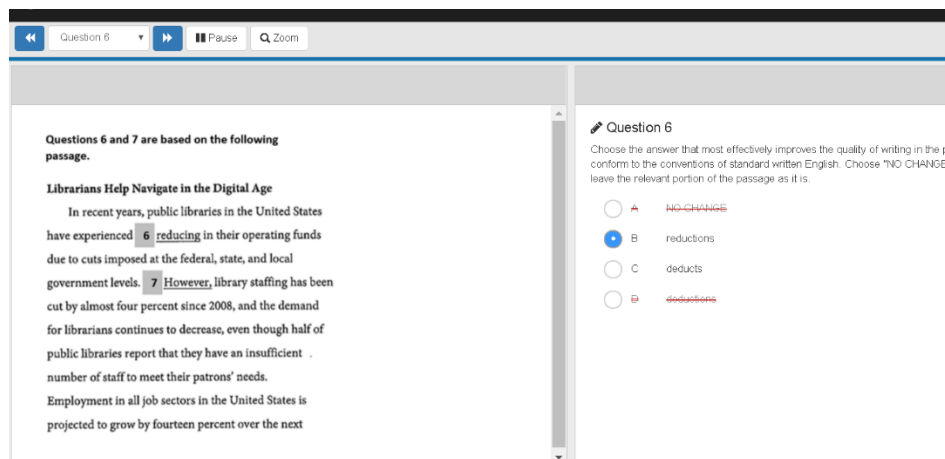 Question 6
Pause
Zoom
Questions 6 and 7 are based on the following
passage.
Librarians Help Navigate in the Digital Age
In recent years, public libraries in the United States
have experienced 6 reducing in their operating funds
due to cuts imposed at the federal, state, and local
government levels. 7 However, library staffing has been
cut by almost four percent since 2008, and the demand
for librarians continues to decrease, even though half of
public libraries report that they have an insufficient .
number of staff to meet their patrons' needs.
Employment in all job sectors in the United States is
projected to grow by fourteen percent over the next
Question 6
Choose the answer that most effectively improves the quality of writing in the p
conform to the conventions of standard written English. Choose "NO CHANGE
leave the relevant portion of the passage as it is.
A NO CHANGE
B reductions
C deducts
D deductions